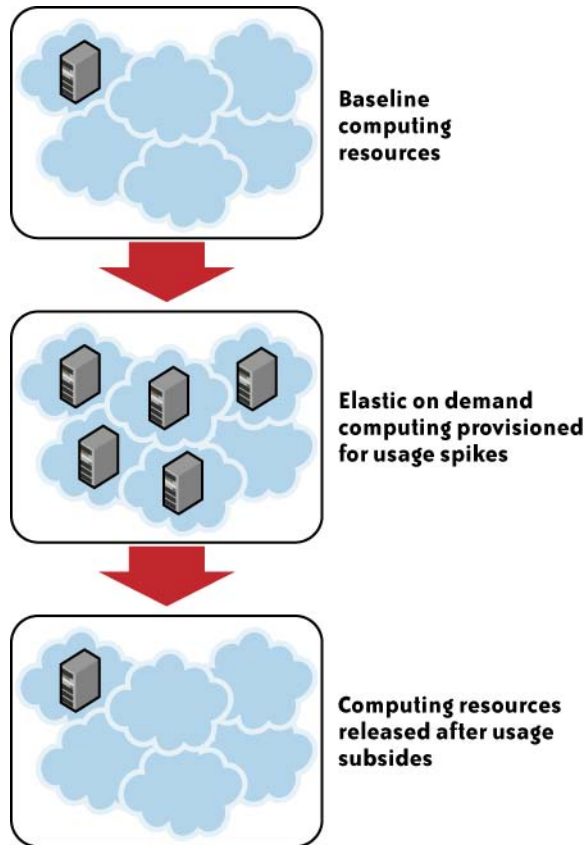 Baseline
computing
resources
Elastic on demand
computing provisioned
for usage spikes
Computing resources
released after usage
subsides